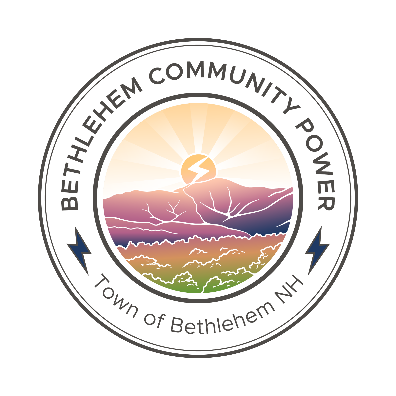 BETHLEHEM COMMUNITY POWER
Town of Bethlehem NH